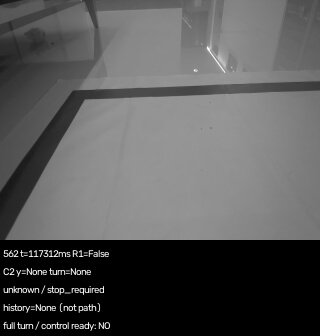 562 t=117312ms R1=False
C2 y=None turn=None
unknown / stop_required
history=None (not path)
full turn / control ready: NO